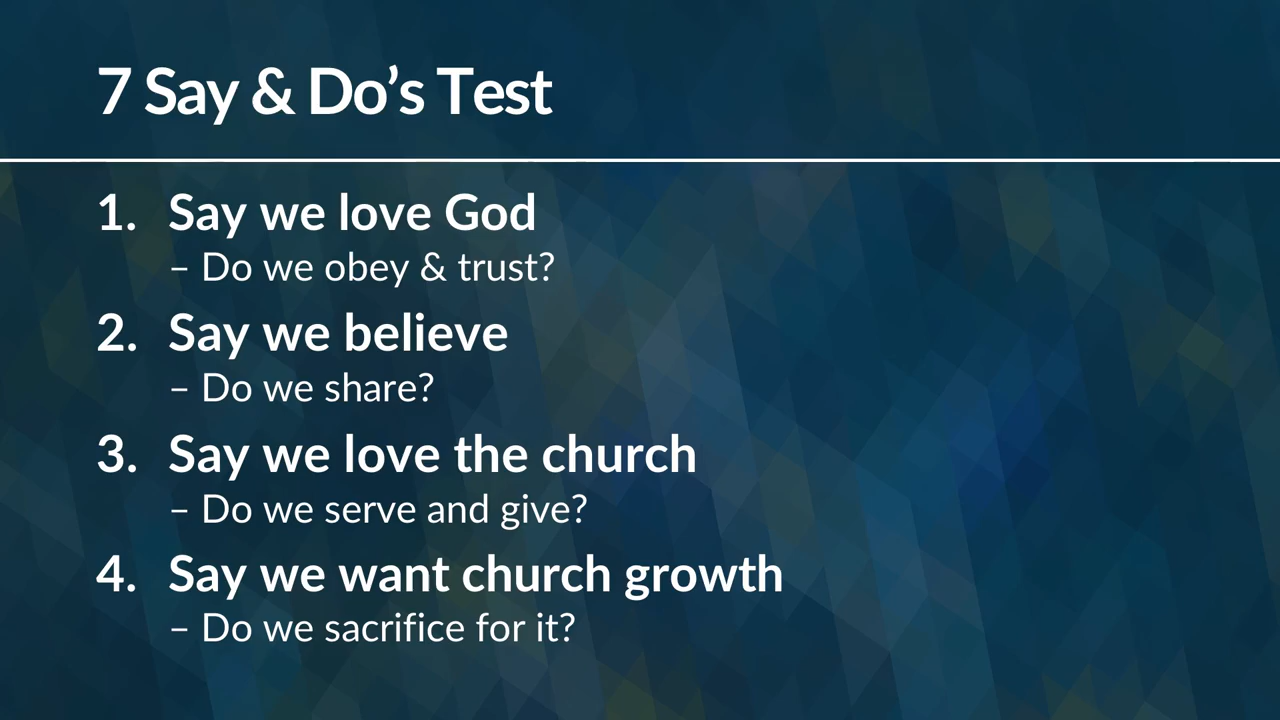 7 Say & Do’s Test
1. Say we love God
– Do we obey & trust?
2. Say we believe
– Do we share?
3. Say we love the church
– Do we serve and give?
4. Say we want church growth
– Do we sacrifice for it?